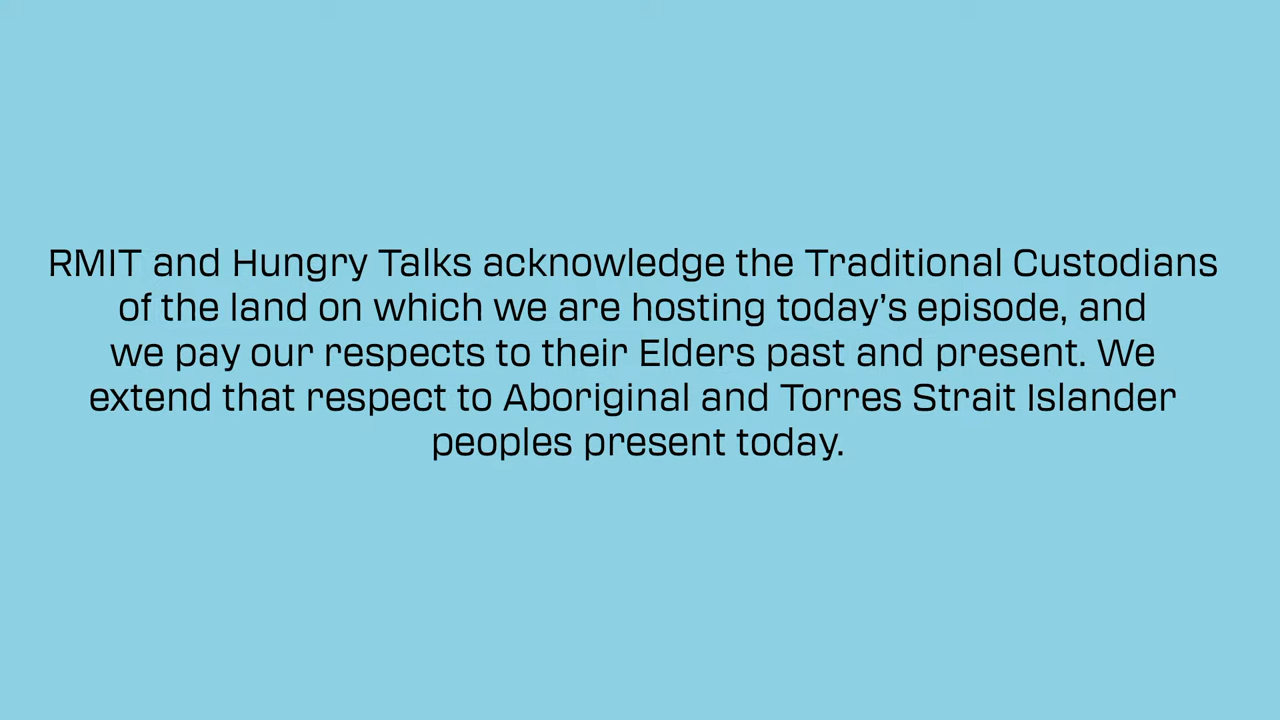 RMIT and Hungry Talks acknowledge the Traditional Custodians
of the land on which we are hosting today’s episode, and
we pay our respects to their Elders past and present. We
extend that respect to Aboriginal and Torres Strait Islander
peoples present today.